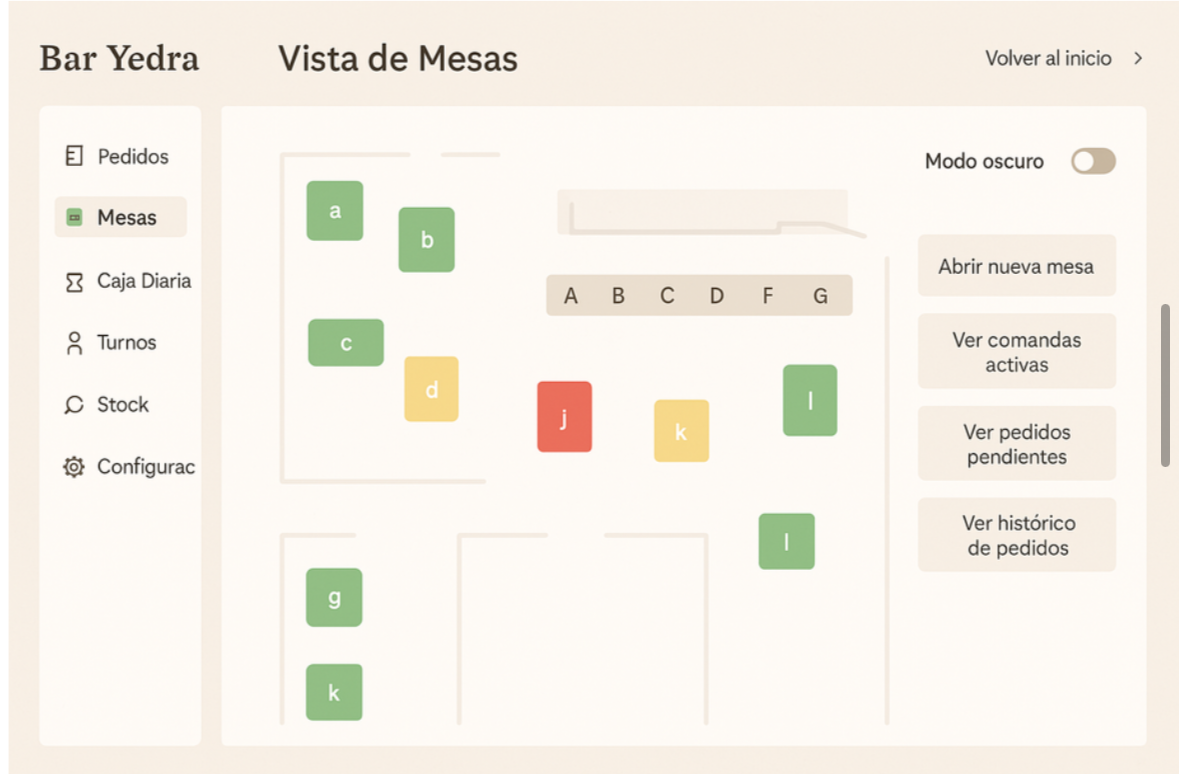 Bar Yedra
Vista de Mesas
Volver al inicio
Pedidos
Mesas
Caja Diaria
Turnos
Stock
Configurac
Modo oscuro
Abrir nueva mesa
Ver comandas
activas
Ver pedidos
pendientes
Ver histórico
de pedidos
a
b
A B C D F G
c
d
j
k
l
l
g
k